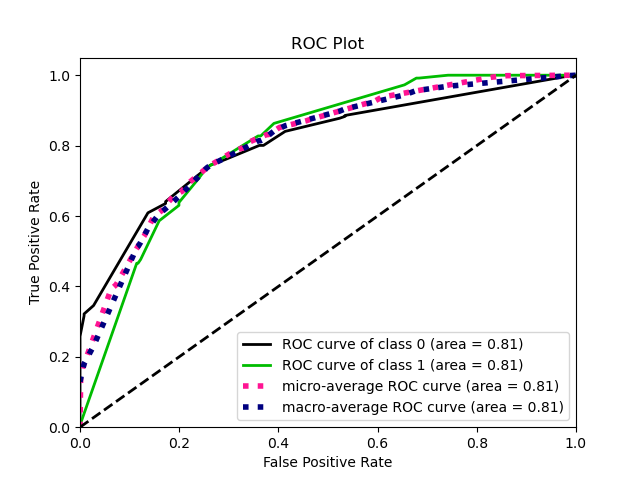 ROC Plot
1.0
0.8
0.6
0.4
0.2
0.0
True Positive Rate
ROC curve of class 0 (area = 0.81)
ROC curve of class 1 (area = 0.81)
micro-average ROC curve (area = 0.81)
macro-average ROC curve (area = 0.81)
0.0 0.2 0.4 0.6 0.8 1.0
False Positive Rate